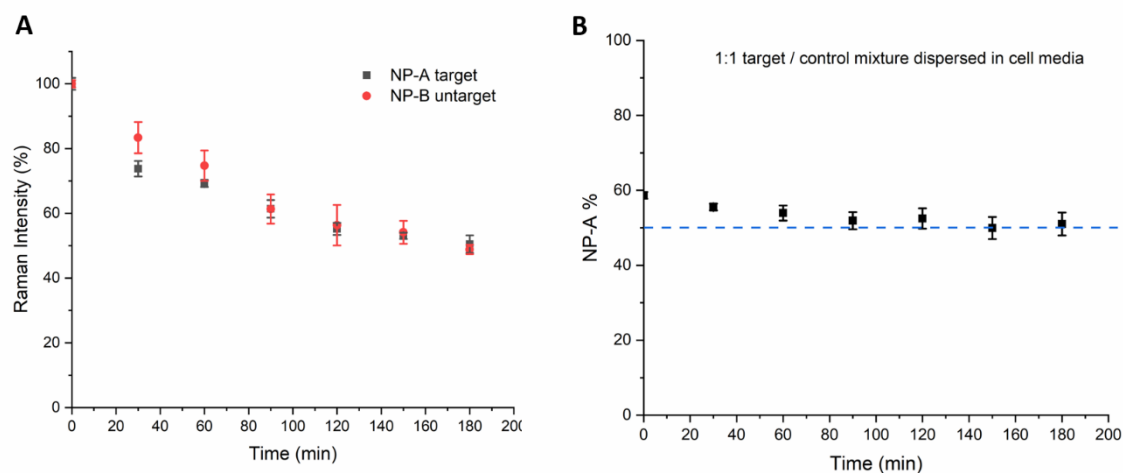 A
Raman Intensity (%)
100
80
60
40
20
0
NP-A target
NP-B untarget
0 20 40 60 80 100 120 140 160 180 200
Time (min)
B
NP-A %
100
80
60
40
20
0
1:1 target / control mixture dispersed in cell media
0 20 40 60 80 100 120 140 160 180 200
Time (min)